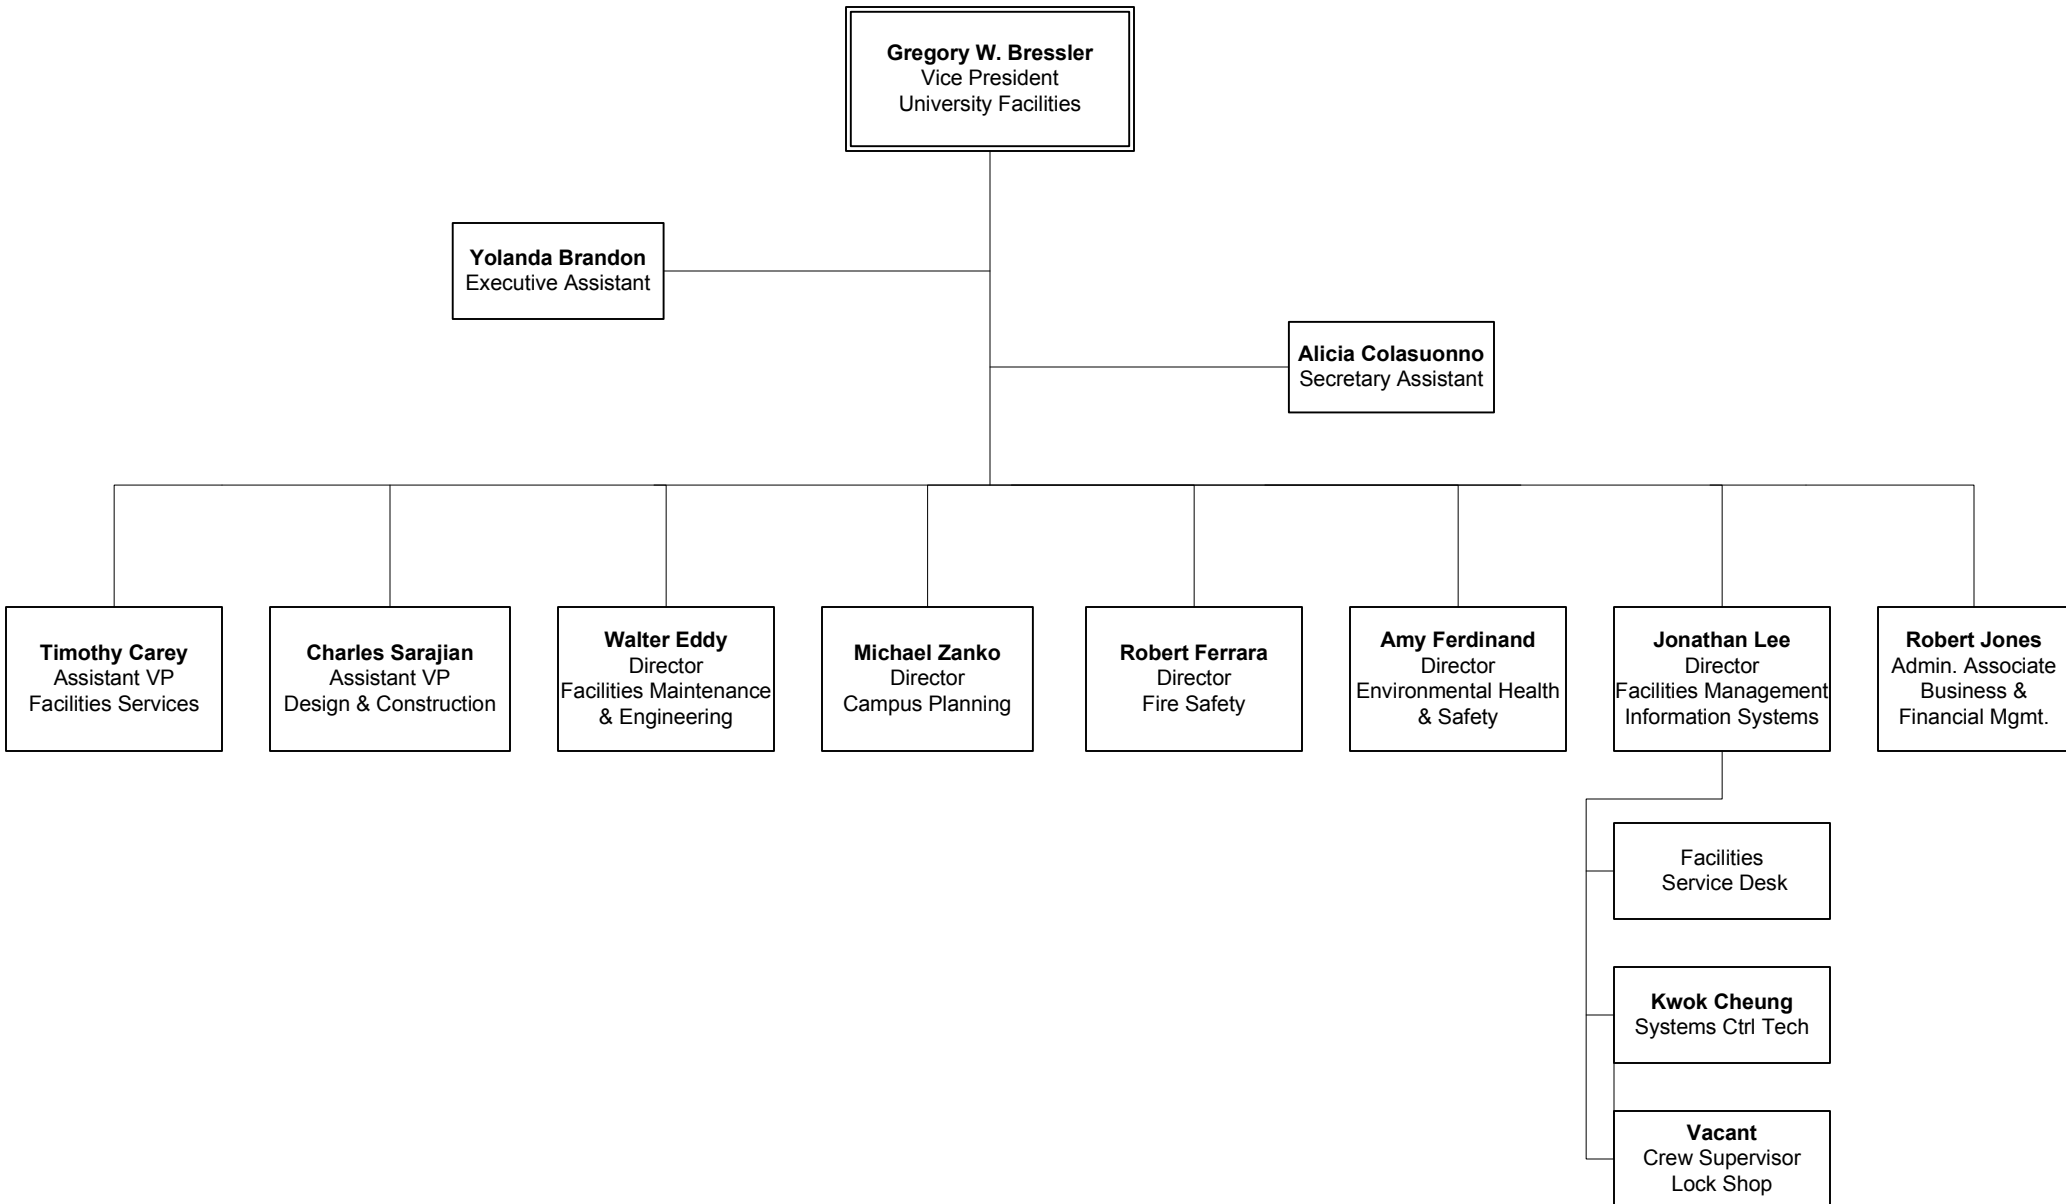 Gregory W. Bressler
Vice President
University Facilities
Yolanda Brandon
Executive Assistant
Alicia Colasuonno
Secretary Assistant
Timothy Carey
Assistant VP
Facilities Services
Charles Sarajian
Assistant VP
Design & Construction
Walter Eddy
Director
Facilities Maintenance
& Engineering
Michael Zanko
Director
Campus Planning
Robert Ferrara
Director
Fire Safety
Amy Ferdinand
Director
Environmental Health
& Safety
Jonathan Lee
Director
Facilities Management
Information Systems
Robert Jones
Admin. Associate
Business &
Financial Mgmt.
Facilities
Service Desk
Kwok Cheung
Systems Ctrl Tech
Vacant
Crew Supervisor
Lock Shop